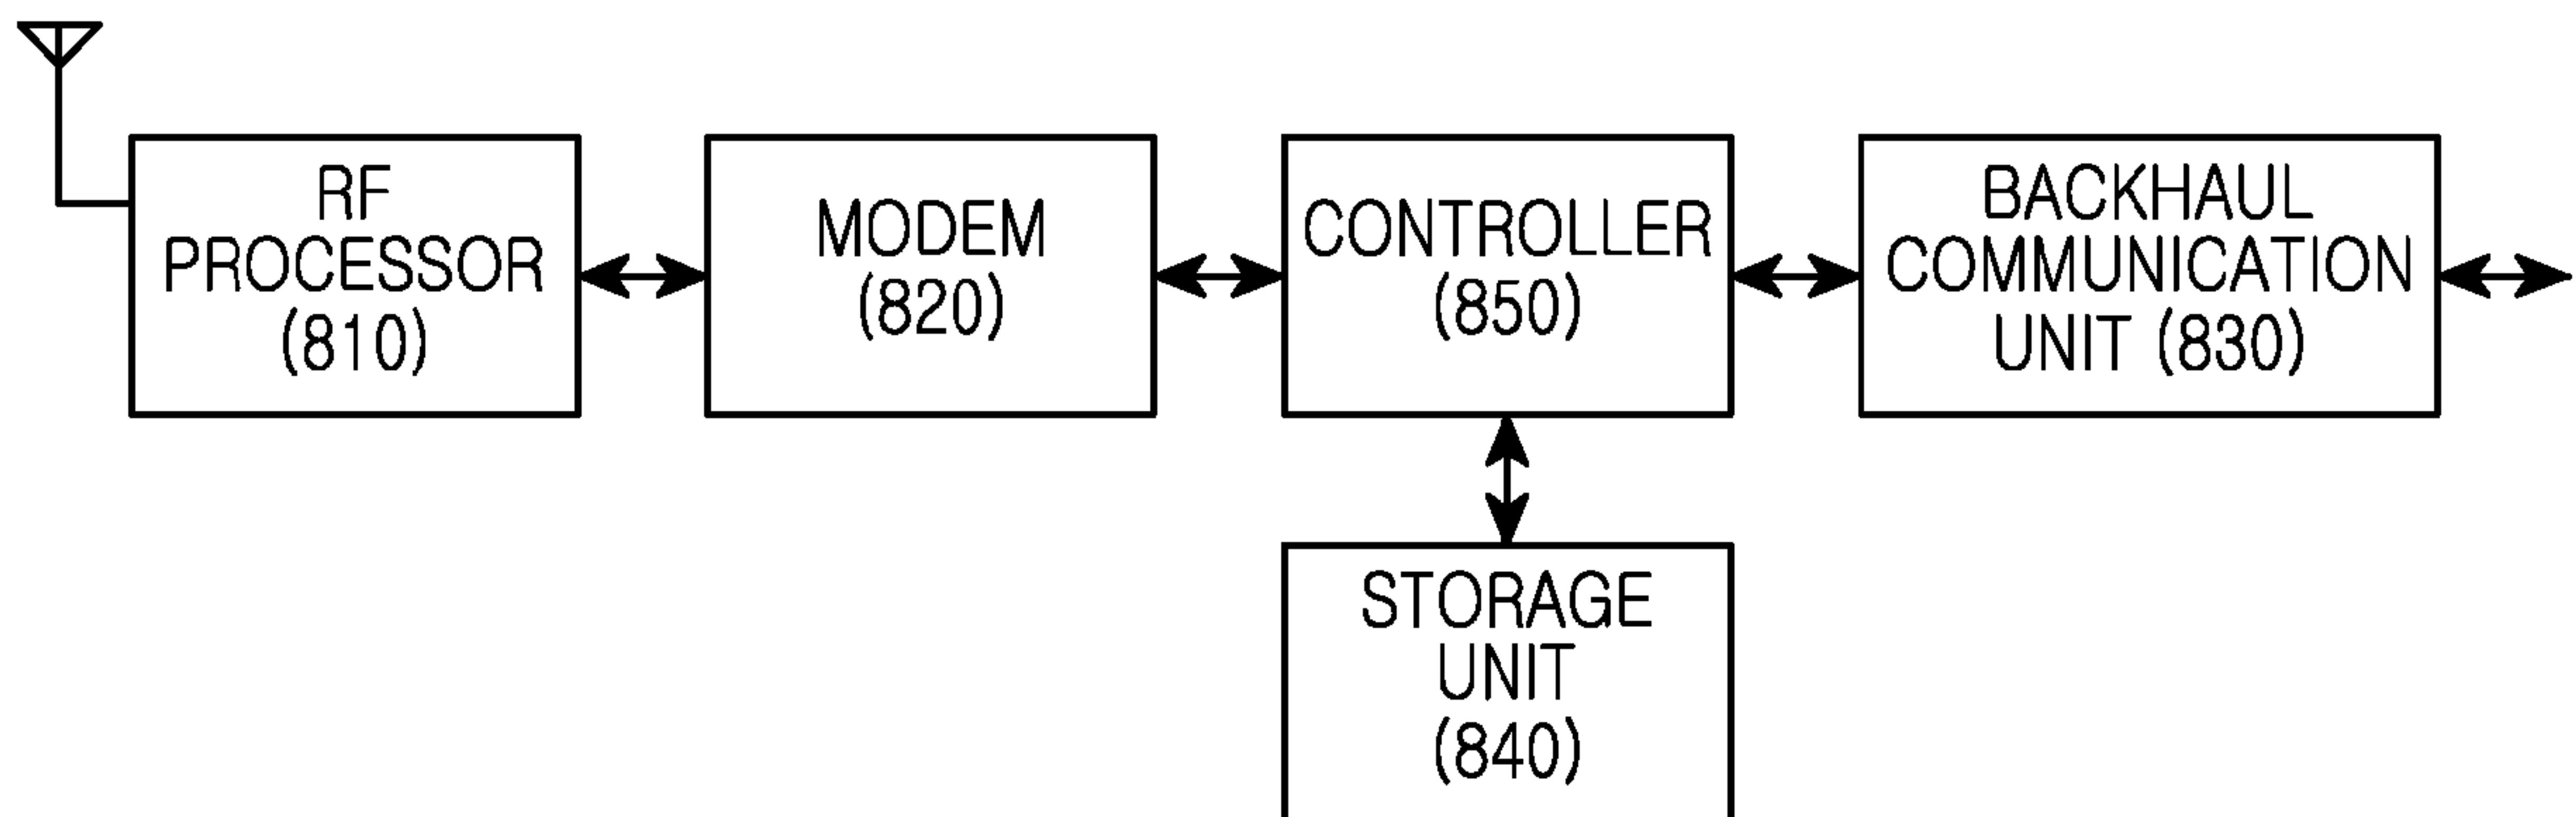 RF
PROCESSOR
(810)
MODEM
(820)
CONTROLLER
(850)
BACKHAUL
COMMUNICATION
UNIT (830)
STORAGE
UNIT
(840)